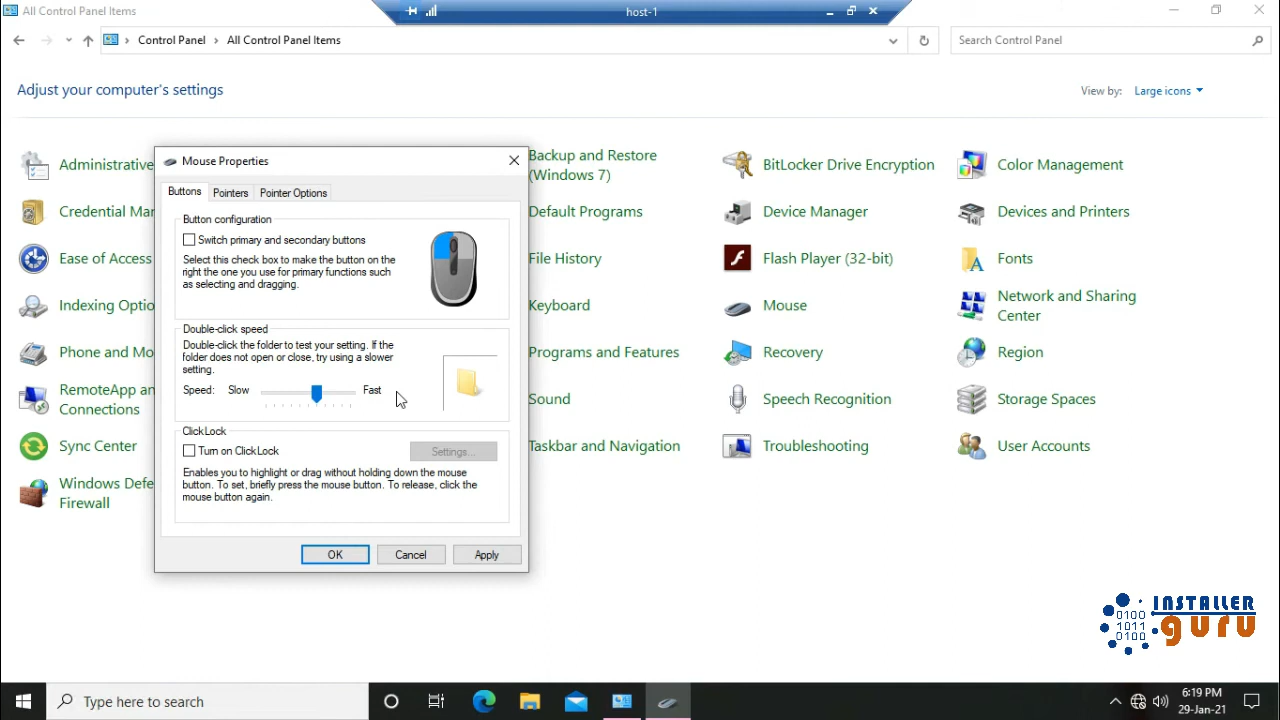 All Control Panel Items
host-1
Control Panel
All Control Panel Items
Search Control Panel
Adjust your computer's settings
View by:
Large icons
Administrative
Backup and Restore
(Windows 7)
BitLocker Drive Encryption
Color Management
Credential Mar
Default Programs
Device Manager
Devices and Printers
Ease of Access
File History
Flash Player (32-bit)
Fonts
Indexing Optio
Keyboard
Mouse
Network and Sharing
Center
Phone and Mo
Programs and Features
Recovery
Region
RemoteApp an
Connections
Sound
Speech Recognition
Storage Spaces
Sync Center
Taskbar and Navigation
Troubleshooting
User Accounts
Windows Defe
Firewall
Mouse Properties
Buttons
Pointers
Pointer Options
Button configuration
Switch primary and secondary buttons
Select this check box to make the button on
the right the one you use for primary functions such
as selecting and dragging.
Double-click speed
Double-click the folder to test your setting. If the
folder does not open or close, try using a slower
setting.
Speed: Slow Fast
ClickLock
Turn on ClickLock
Settings...
Enables you to highlight or drag without holding down the mouse
button. To set, briefly press the mouse button. To release, click the
mouse button again.
OK
Cancel
Apply
0100
1011
0100
INSTALLER
guru
Type here to search
6:19 PM
29-Jan-21